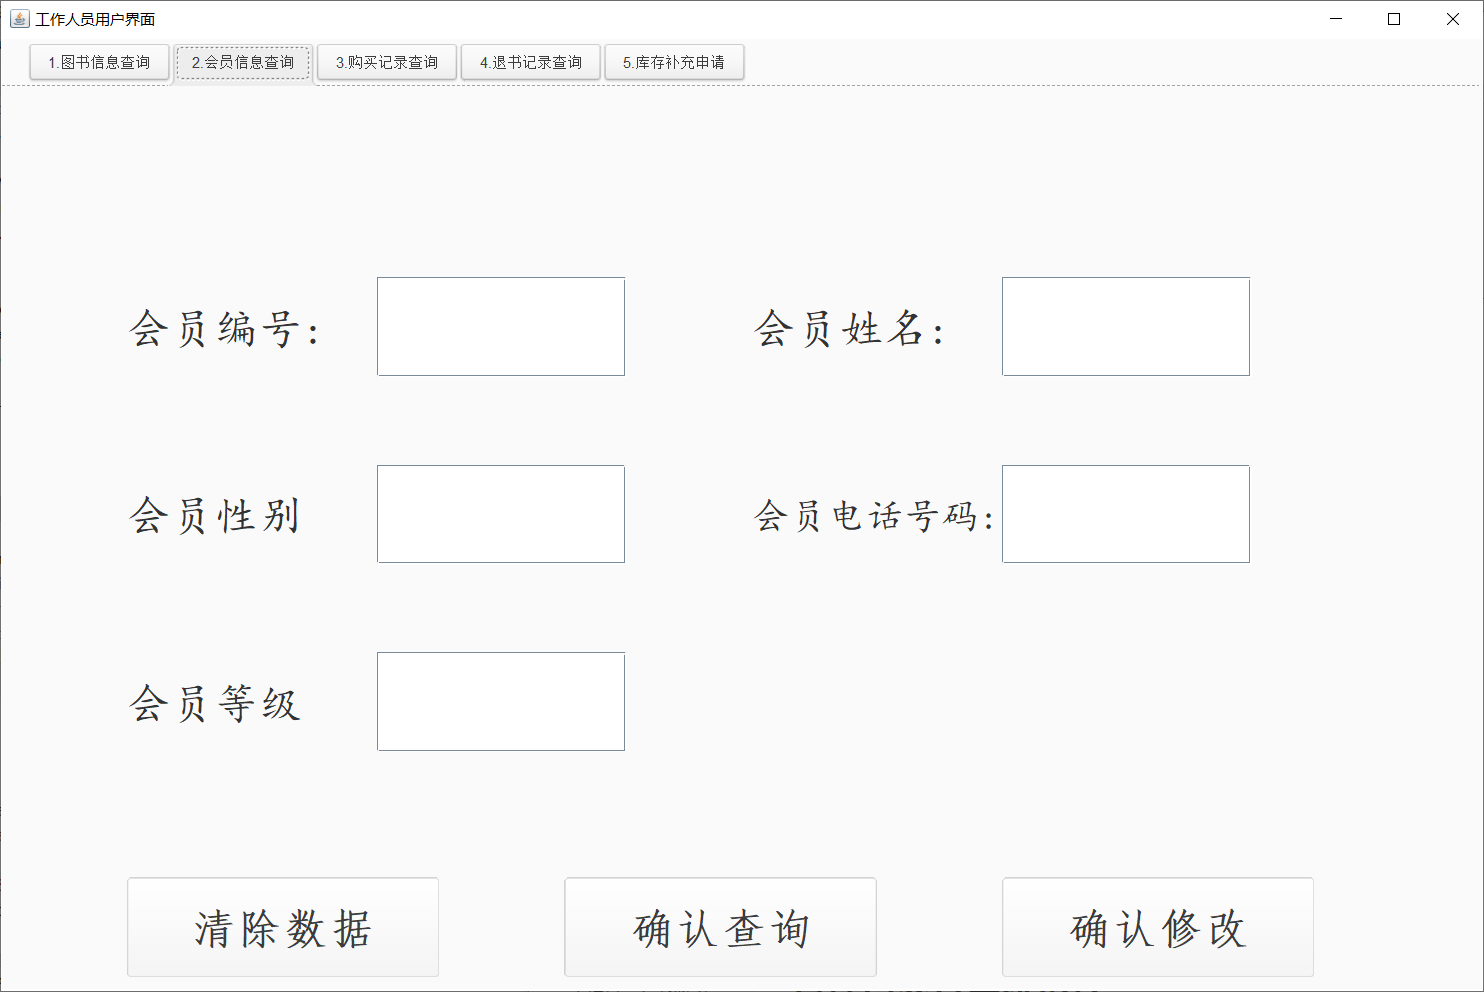 工作人员用户界面
1.图书信息查询 2.会员信息查询 3.购买记录查询 4.退书记录查询 5.库存补充申请
会员编号: 会员姓名:
会员性别 会员电话号码:
会员等级
清除数据 确认查询 确认修改